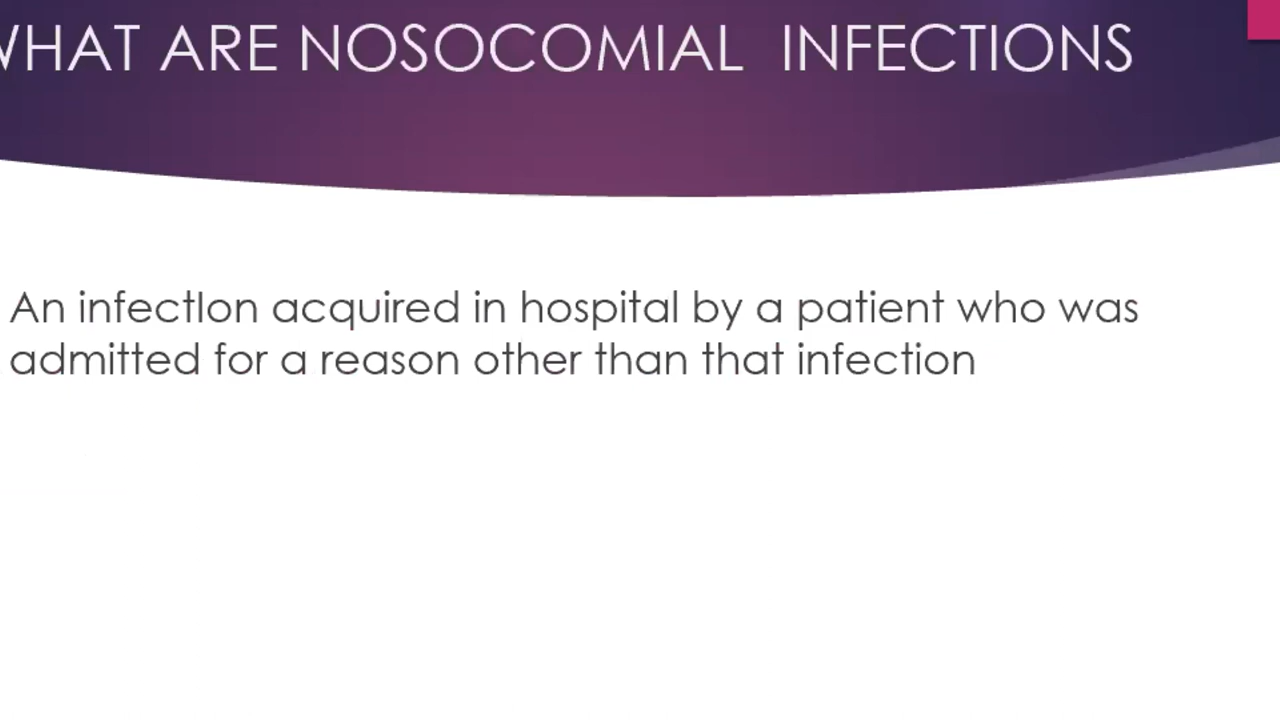 WHAT ARE NOSOCOMIAL INFECTIONS
An infectIon acquired in hospital by a patient who was
admitted for a reason other than that infection